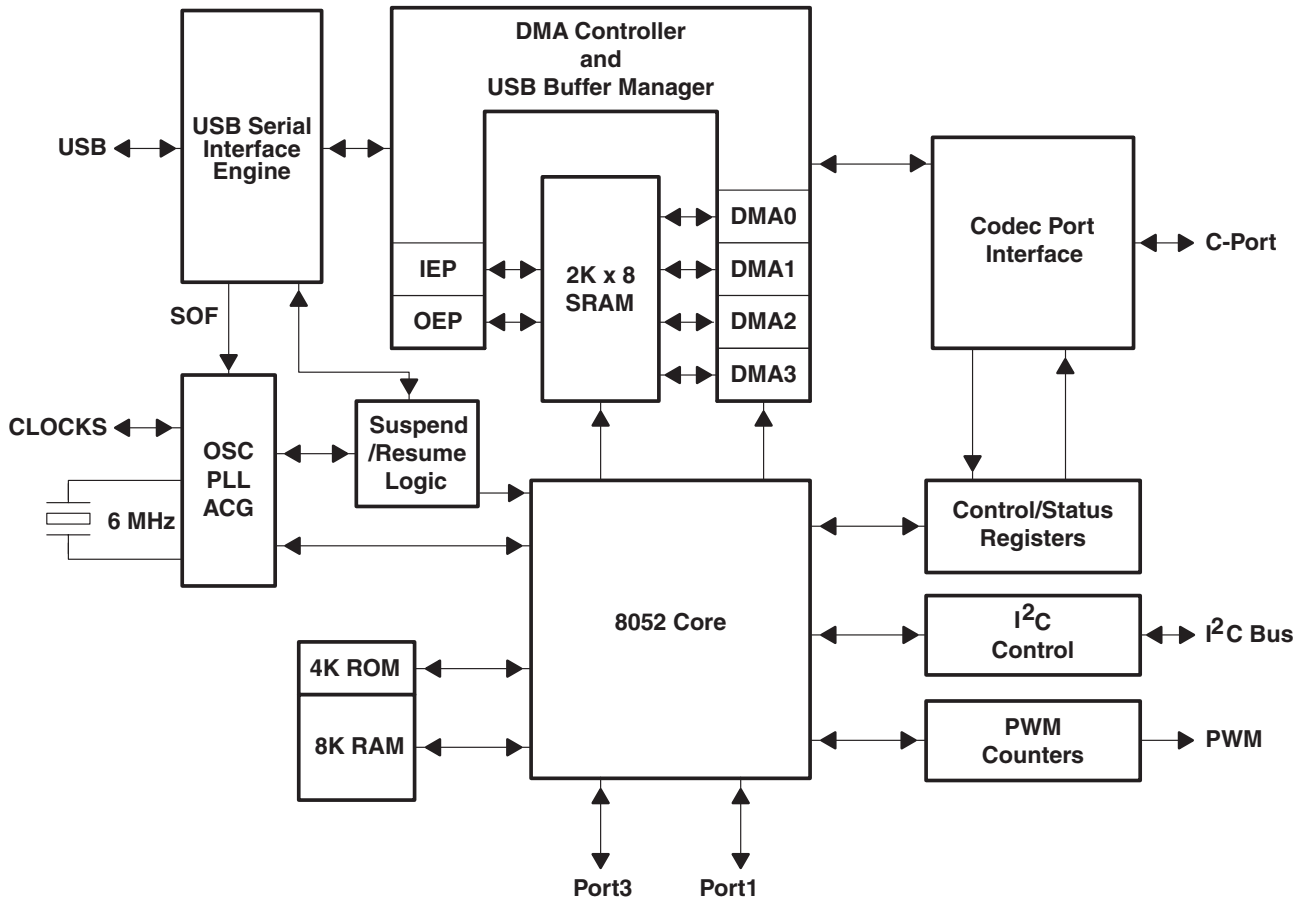 DMA Controller
and
USB Buffer Manager
USB
USB Serial
Interface
Engine
DMA0
DMA1
DMA2
DMA3
IEP
OEP
2K x 8
SRAM
Codec Port
Interface
C-Port
SOF
CLOCKS
OSC
PLL
ACG
6 MHz
Suspend
/Resume
Logic
Control/Status
Registers
8052 Core
I²C
Control
I²C Bus
4K ROM
8K RAM
PWM
Counters
PWM
Port3
Port1